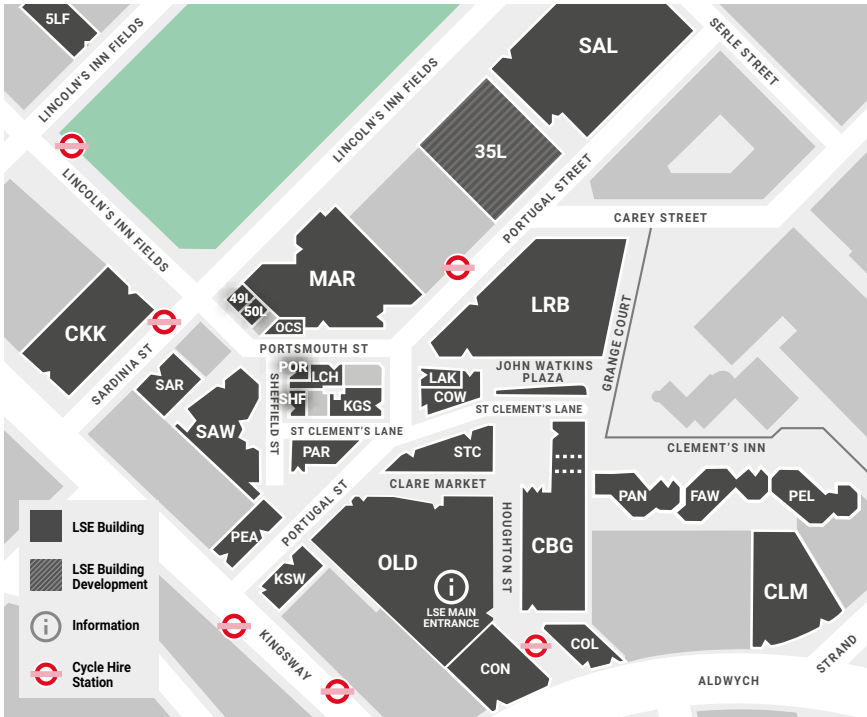 5LF
LINCOLN'S INN FIELDS
LINCOLN'S INN FIELDS
SAL
SERLE STREET
35L
LINCOLN'S INN FIELDS
PORTUGAL STREET
CAREY STREET
MAR
49L
50L
OCS
LRB
CKK
PORTSMOUTH ST
GRANGE COURT
SARDINIA ST
SAR
POR
LCH
SHEFFIELD ST
SHF
KGS
LAK
COW
JOHN WATKINS
PLAZA
ST CLEMENT'S LANE
SAW
ST CLEMENT'S LANE
PAR
STC
CLEMENT'S INN
CLARE MARKET
PAN
FAW
PEL
PORTUGAL ST
HOUGHTON ST
PEA
CBG
OLD
KSW
LSE MAIN
ENTRANCE
CLM
KINGSWAY
CON
COL
STRAND
ALDWYCH
LSE Building
LSE Building
Development
Information
Cycle Hire
Station